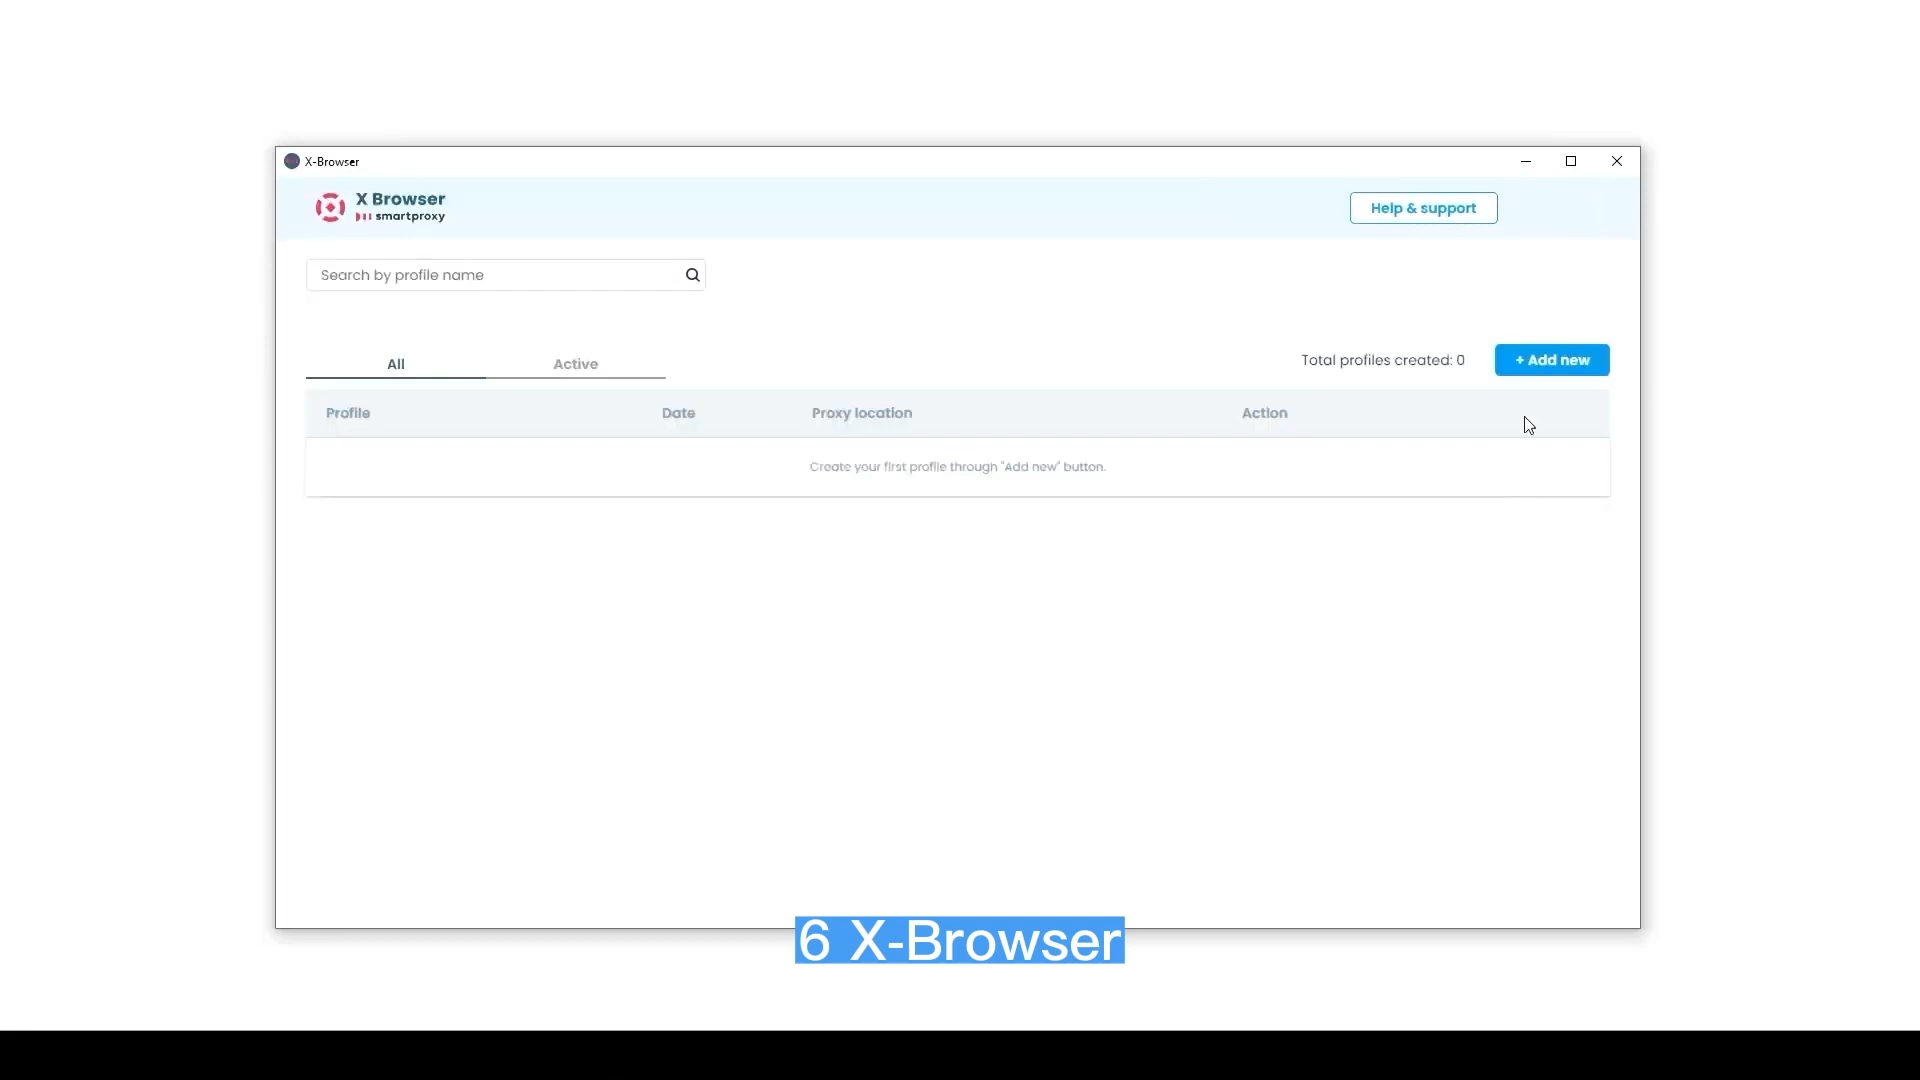 X-Browser
X Browser
smartproxy
Help & support
Search by profile name
All
Active
Total profiles created: 0
+ Add new
Profile
Date
Proxy location
Action
Create your first profile through "Add new" button.
6 X-Browser